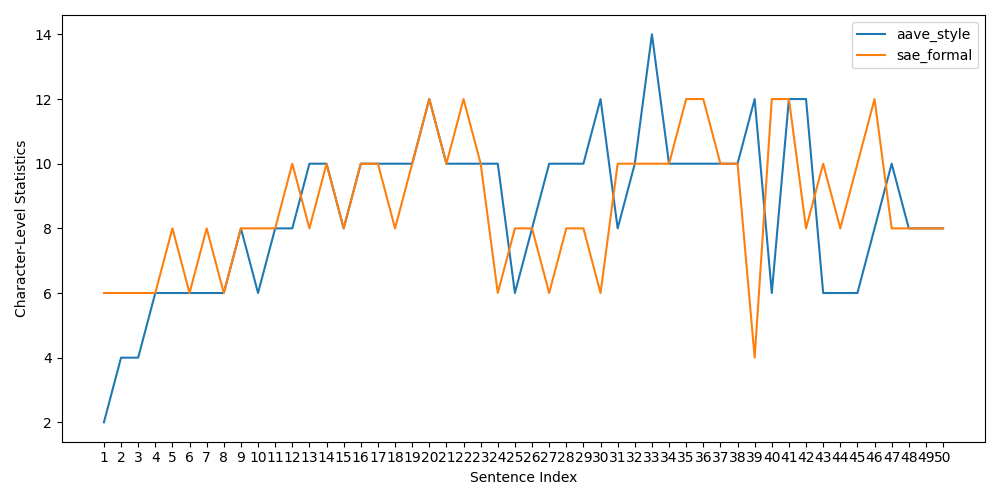 aave_style
sae_formal
14
12
10
8
6
4
2
Character-Level Statistics
1 2 3 4 5 6 7 8 9 10 11 12 13 14 15 16 17 18 19 20 21 22 23 24 25 26 27 28 29 30 31 32 33 34 35 36 37 38 39 40 41 42 43 44 45 46 47 48 49 50
Sentence Index